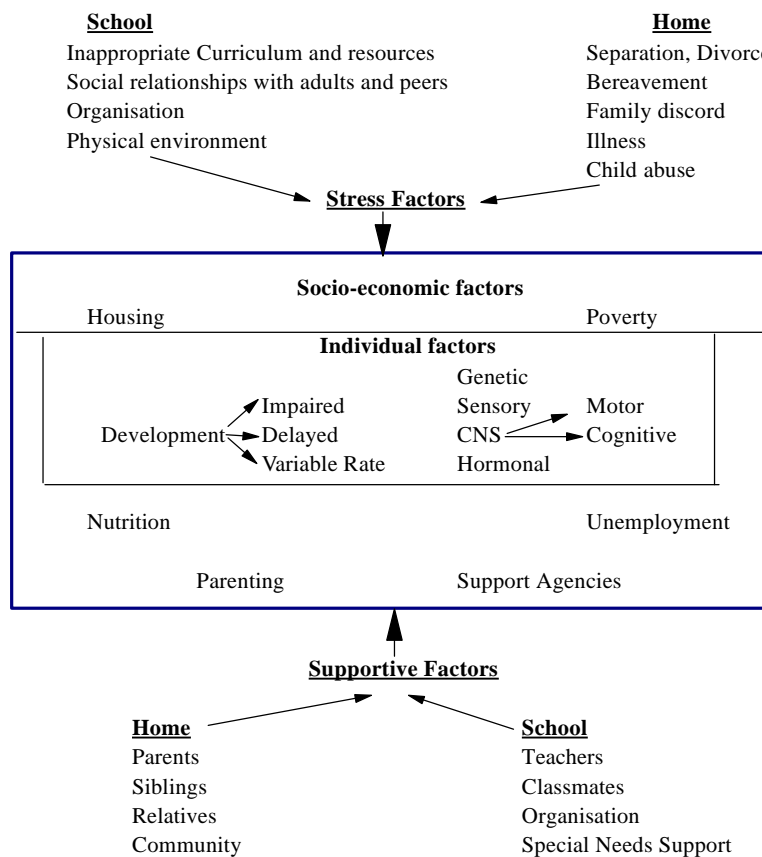 School
Inappropriate Curriculum and resources
Social relationships with adults and peers
Organisation
Physical environment
Home
Separation, Divorce
Bereavement
Family discord
Illness
Child abuse
Stress Factors
Socio-economic factors
Housing Poverty
Individual factors
Development
Impaired
Delayed
Variable Rate
Genetic
Sensory
CNS
Hormonal
Motor
Cognitive
Nutrition Unemployment
Parenting Support Agencies
Supportive Factors
Home
Parents
Siblings
Relatives
Community
School
Teachers
Classmates
Organisation
Special Needs Support